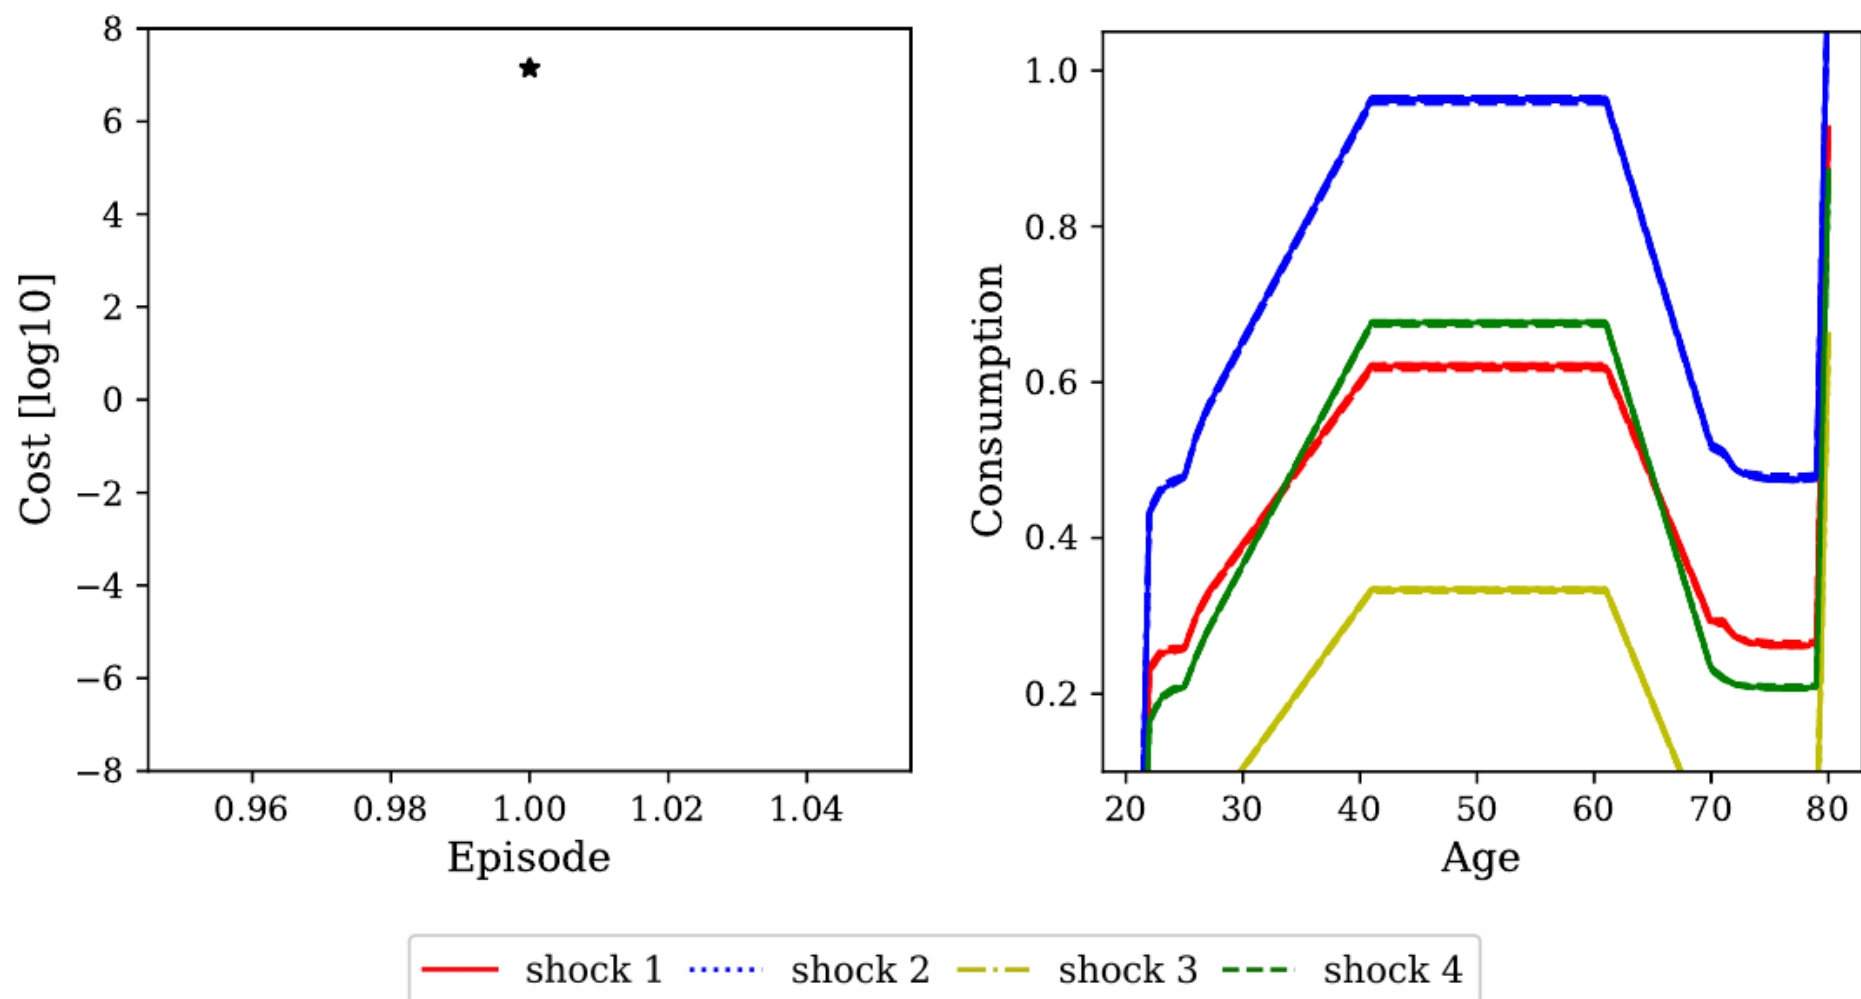 8
6
4
2
0
−2
−4
−6
−8
Cost [log10]
0.96 0.98 1.00 1.02 1.04
Episode
1.0
0.8
0.6
0.4
0.2
Consumption
20 30 40 50 60 70 80
Age
shock 1 shock 2 shock 3 shock 4